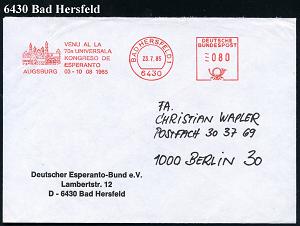 6430 Bad Hersfeld
VENU AL LA
70a UNIVERSALA
KONGRESO DE
ESPERANTO
AUGSBURG 03-10 08 1985
BAD HERSFELD 1
23.7.85
6430
DEUTSCHE
BUNDESPOST
080
FA.
CHRISTIAN WAPLER
POSTFACH 30 37 69
1000 BERLIN 30
Deutscher Esperanto-Bund e.V.
Lambertstr. 12
D - 6430 Bad Hersfeld